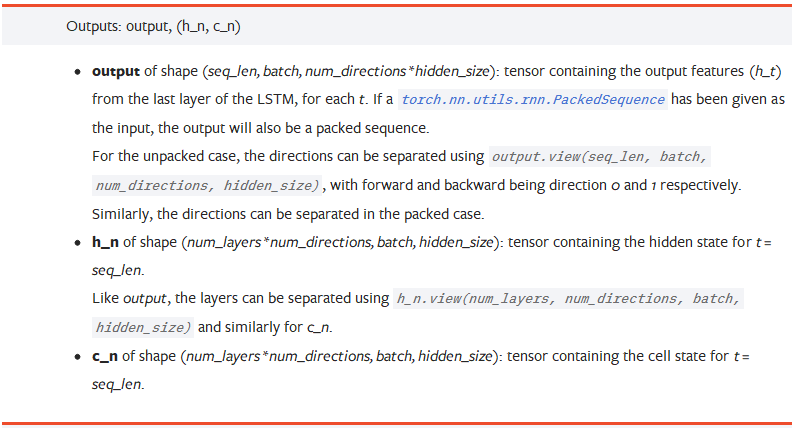 Outputs: output, (h_n, c_n)
• output of shape (seq_len, batch, num_directions * hidden_size): tensor containing the output features (h_t)
from the last layer of the LSTM, for each t. If a torch.nn.utils.rnn.PackedSequence has been given as
the input, the output will also be a packed sequence.
For the unpacked case, the directions can be separated using output.view(seq_len, batch,
num_directions, hidden_size), with forward and backward being direction 0 and 1 respectively.
Similarly, the directions can be separated in the packed case.
• h_n of shape (num_layers * num_directions, batch, hidden_size): tensor containing the hidden state for t =
seq_len.
Like output, the layers can be separated using h_n.view(num_layers, num_directions, batch,
hidden_size) and similarly for c_n.
• c_n of shape (num_layers * num_directions, batch, hidden_size): tensor containing the cell state for t =
seq_len.